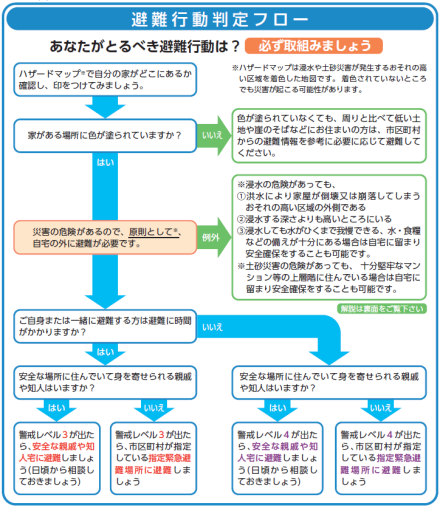 避難行動判定フロー
あなたがとるべき避難行動は？ 必ず取組みましょう
ハザードマップ※で自分の家がどこにあるか
確認し、印をつけてみましょう。
※ハザードマップは浸水や土砂災害が発生するおそれの高
い区域を着色した地図です。着色されていないところ
でも災害が起こる可能性があります。
家がある場所に色が塗られていますか？
いいえ
色が塗られていなくても、周りと比べて低い土
地や崖のそばなどにお住まいの方は、市区町村
からの避難情報を参考に必要に応じて避難して
ください。
はい
災害の危険があるので、原則として※、
自宅の外に避難が必要です。
例外
※浸水の危険があっても、
①洪水により家屋が倒壊又は崩落してしまう
おそれの高い区域の外側である
②浸水する深さよりも高いところにいる
③浸水しても水がひくまで我慢できる、水・食糧
などの備えが十分にある場合は自宅に留まり
安全確保をすることも可能です。
※土砂災害の危険があっても、十分堅牢なマン
ション等の上層階に住んでいる場合は自宅に
留まり安全確保をすることも可能です。
解説は裏面をご覧下さい
ご自身または一緒に避難する方は避難に時間
がかかりますか？
いいえ
はい
安全な場所に住んでいて身を寄せられる親戚
や知人はいますか？
安全な場所に住んでいて身を寄せられる親戚
や知人はいますか？
はい
いいえ
はい
いいえ
警戒レベル3が出た
ら、安全な親戚や知
人宅に避難しましょ
う(日頃から相談し
ておきましょう)
警戒レベル3が出た
ら、市区町村が指定
している指定緊急避
難場所に避難しま
しょう
警戒レベル4が出た
ら、安全な親戚や知
人宅に避難しましょ
う(日頃から相談し
ておきましょう)
警戒レベル4が出た
ら、市区町村が指定
している指定緊急避
難場所に避難しま
しょう